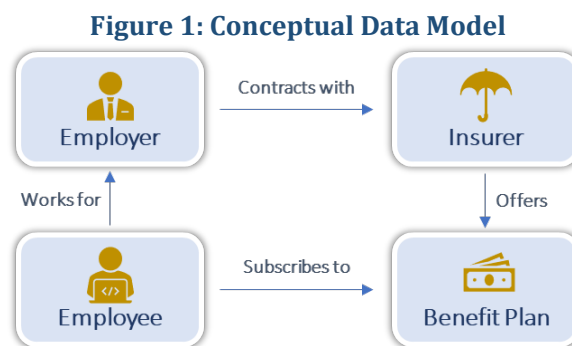 Figure 1: Conceptual Data Model
Contracts with
Employer
Insurer
Works for
Offers
</>
Subscribes to
Employee
Benefit Plan